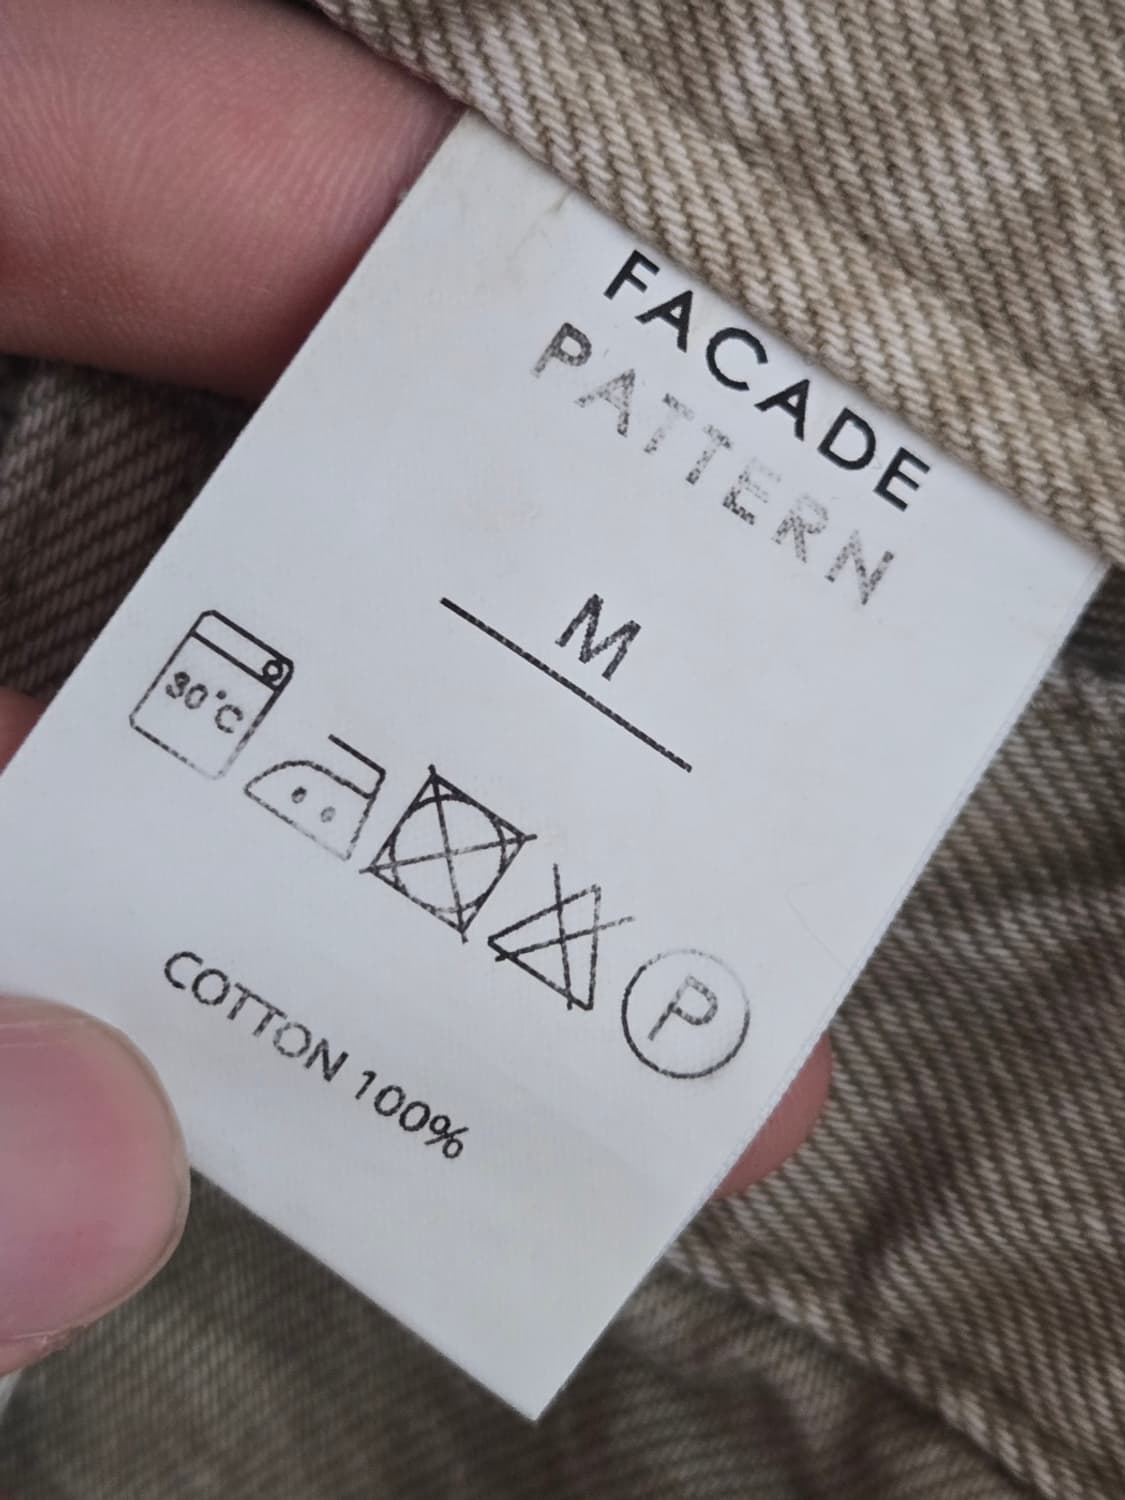 FACADE
PATTERN
M
30°C
P
COTTON 100%